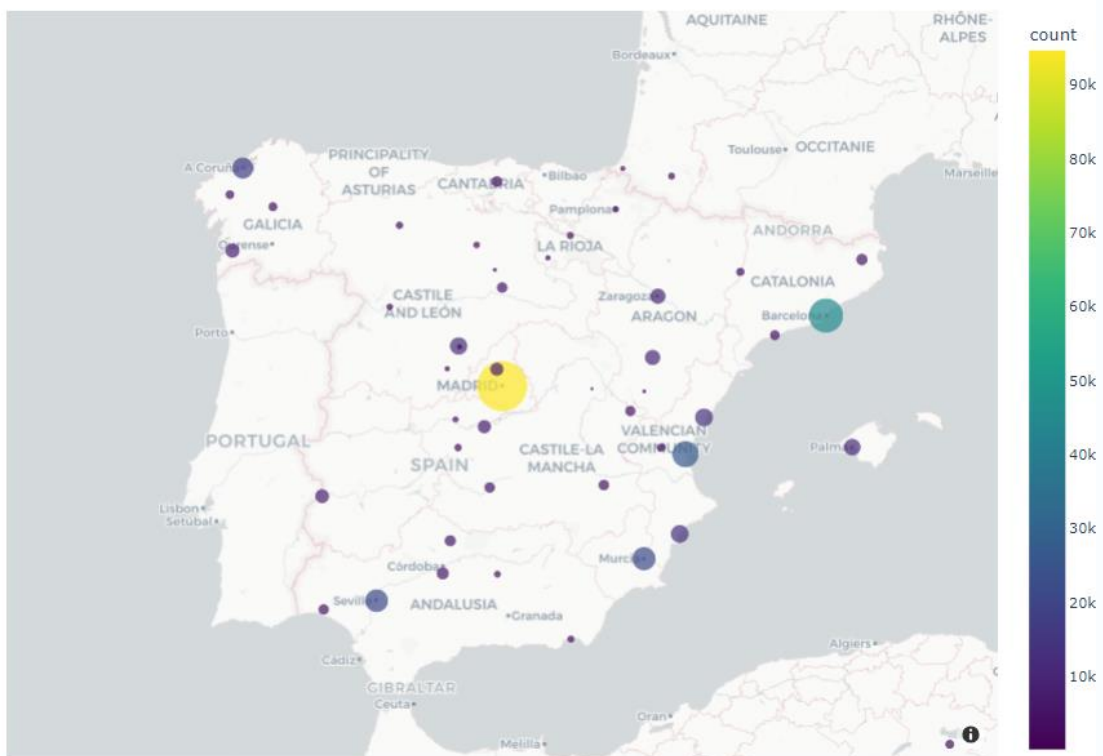 AQUITAINE
RHÔNE-
ALPES
Bordeaux
count
90k
80k
70k
60k
50k
40k
30k
20k
10k
Toulouse
OCCITANIE
Marseille
A Coruña
PRINCIPALITY
OF
ASTURIAS
CANTABRIA
Bilbao
Pamplona
GALICIA
Ourense
LA RIOJA
ANDORRA
CATALONIA
Zaragoza
Barcelona
CASTILE
AND LEÓN
ARAGON
Porto
MADRID
PORTUGAL
SPAIN
CASTILE-LA
MANCHA
VALENCIAN
COMMUNITY
Palma
Lisbon
Setúbal
Córdoba
Murcia
Seville
ANDALUSIA
Granada
Cádiz
GIBRALTAR
Ceuta
Algiers
Oran
Melilla
i